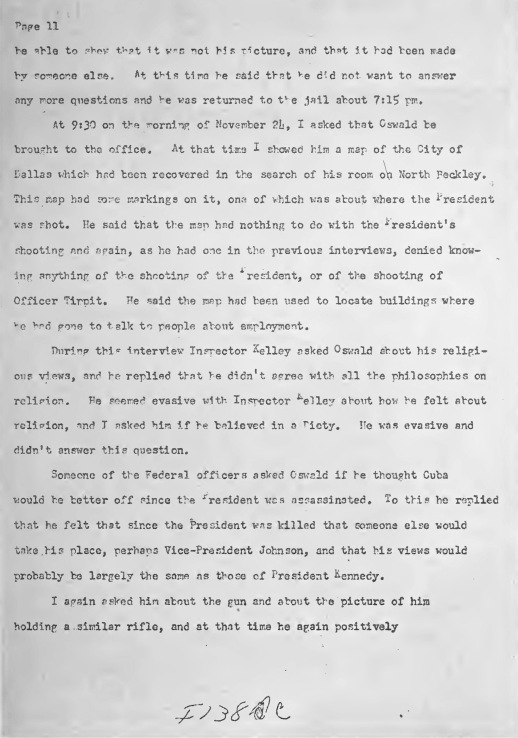 Page 11
be able to show that it was not his picture, and that it had been made
by someone else. At this time he said that he did not want to answer
any more questions and he was returned to the jail about 7:15 pm.
At 9:30 on the morning of November 24, I asked that Oswald be
brought to the office. At that time I showed him a map of the City of
Dallas which had been recovered in the search of his room on North Beckley.
This map had some markings on it, one of which was about where the President
was shot. He said that the map had nothing to do with the President's
shooting and again, as he had one in the previous interviews, denied know-
ing anything of the shooting of the President, or of the shooting of
Officer Tippit. He said the map had been used to locate buildings where
he had gone to talk to people about employment.
During this interview Inspector Kelley asked Oswald about his religi-
ous views, and he replied that he didn't agree with all the philosophies on
religion. He seemed evasive with Inspector Kelley about how he felt about
religion, and I asked him if he believed in a Diety. He was evasive and
didn't answer this question.
Someone of the Federal officers asked Oswald if he thought Cuba
would be better off since the President was assassinated. To this he replied
that he felt that since the President was killed that someone else would
take his place, perhaps Vice-President Johnson, and that his views would
probably be largely the same as those of President Kennedy.
I again asked him about the gun and about the picture of him
holding a similar rifle, and at that time he again positively